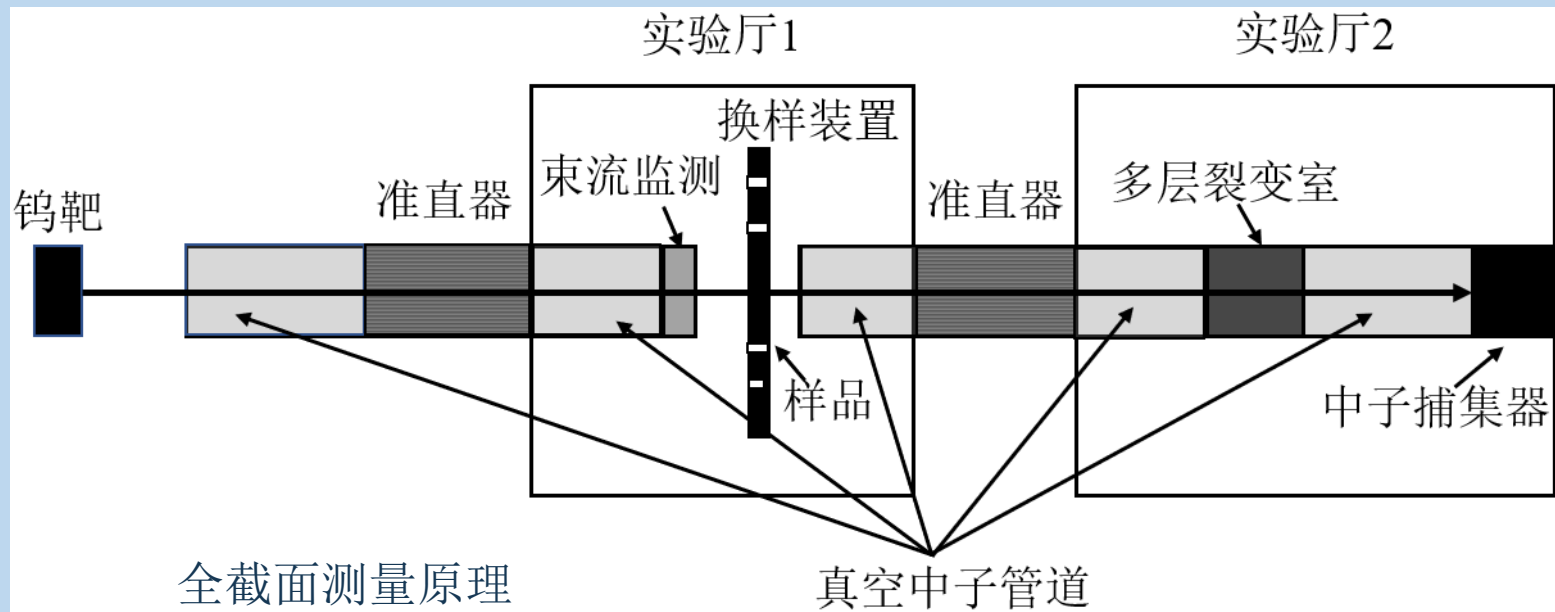 实验厅1
实验厅2
换样装置
束流监测
多层裂变室
钨靶
准直器
准直器
样品
中子捕集器
全截面测量原理
真空中子管道